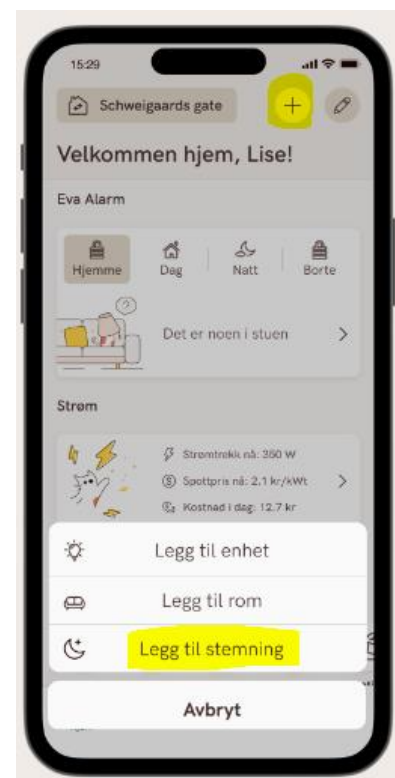 15:29
Schweigaards gate
Velkommen hjem, Lise!
Eva Alarm
Hjemme Dag Natt Borte
?
Det er noen i stuen
Strøm
Strømtrekk nå: 350 W
Spottpris nå: 2,1 kr/kWt
Kostnad i dag: 12.7 kr
Legg til enhet
Legg til rom
Legg til stemning
Avbryt